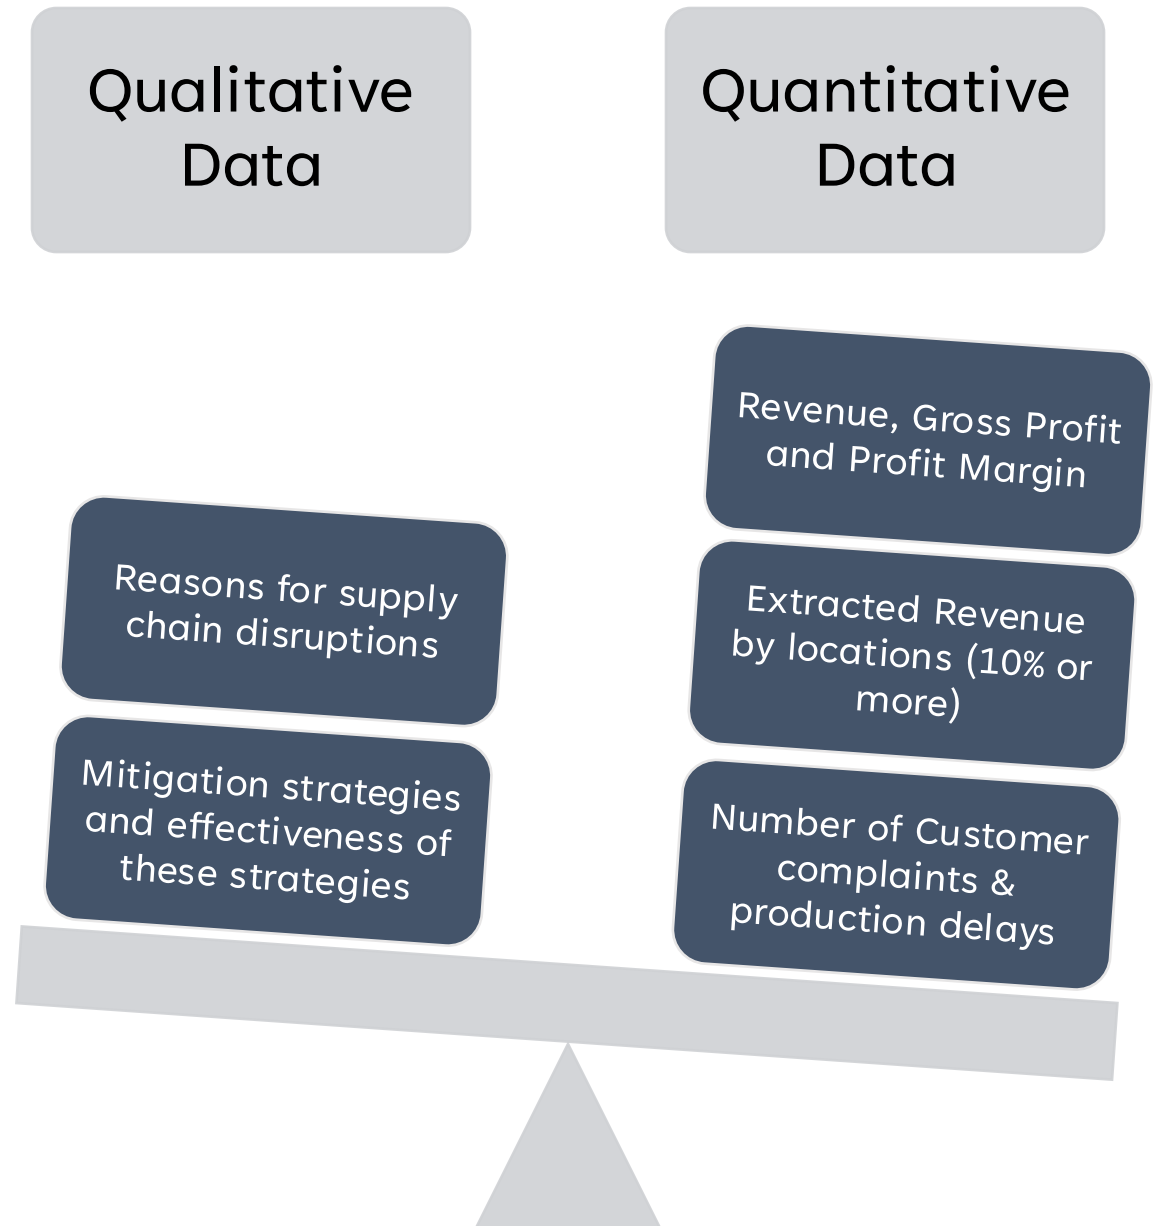 Qualitative
Data
Quantitative
Data
Reasons for supply
chain disruptions
Mitigation strategies
and effectiveness of
these strategies
Revenue, Gross Profit
and Profit Margin
Extracted Revenue
by locations (10% or
more)
Number of Customer
complaints &
production delays